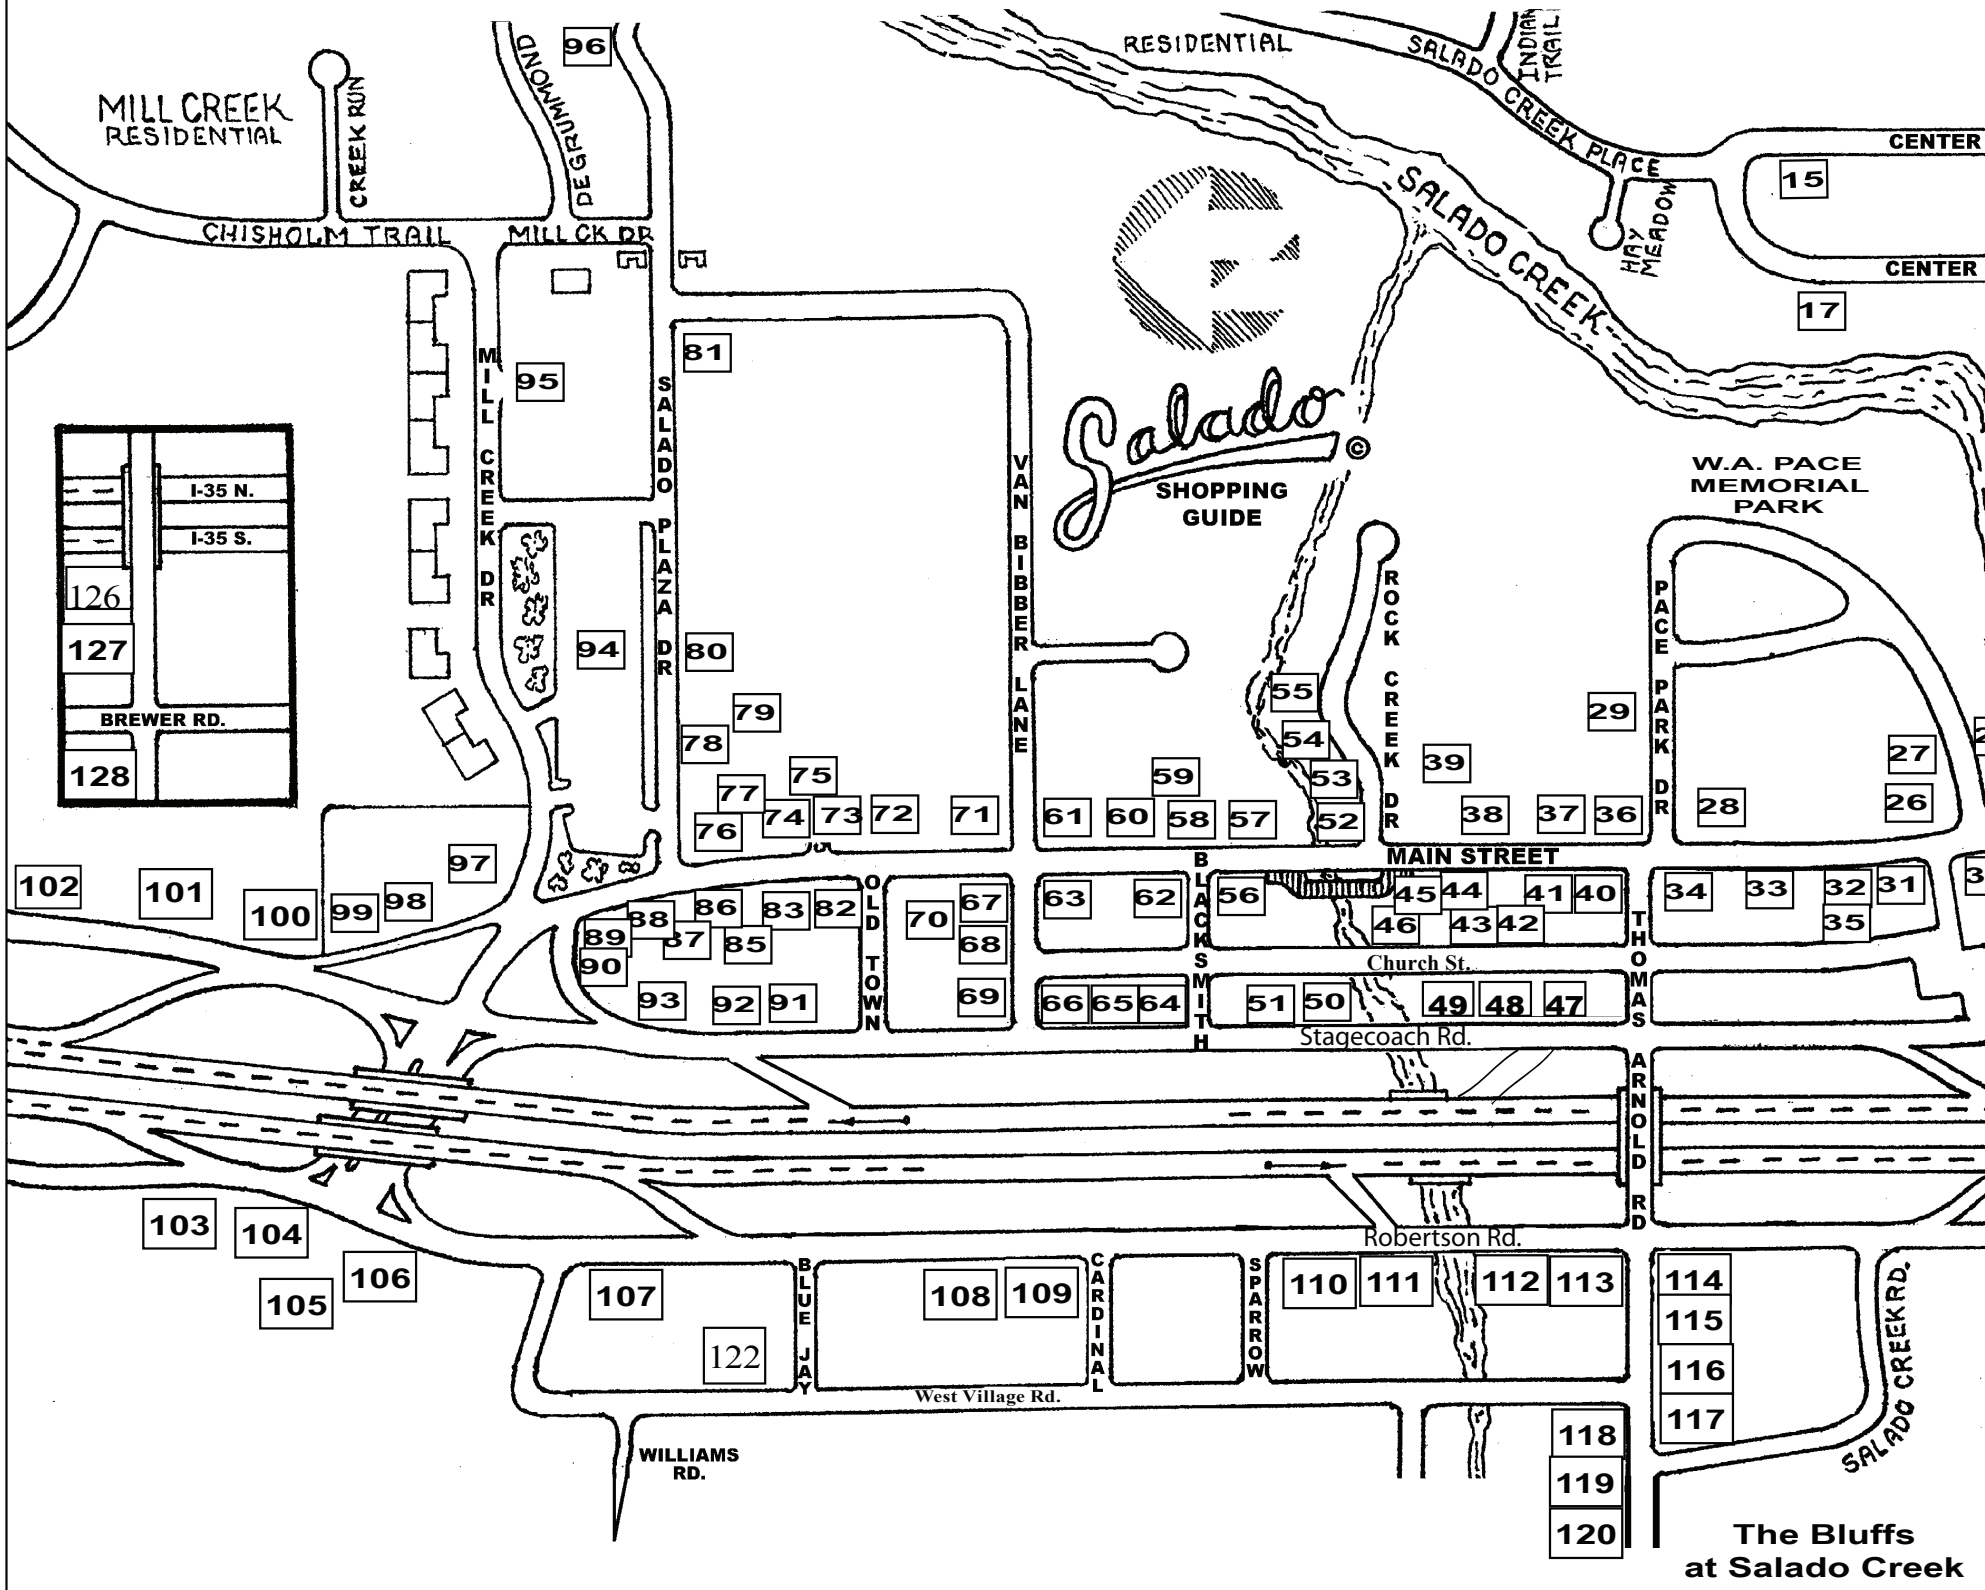 96
DEGRUMMOND
RESIDENTIAL
SALADO CREEK PLACE
INDIAN
TRAIL
MILL CREEK
RESIDENTIAL
CREEK RUN
CENTER
15
HAY
MEADOW
CHISHOLM TRAIL
MILL CK DR
SALADO CREEK
CENTER
17
81
95
MILL CREEK DR
SALADO PLAZA DR
VAN BIBBER LANE
Salado
©
SHOPPING
GUIDE
W.A. PACE
MEMORIAL
PARK
I-35 N.
I-35 S.
126
127
BREWER RD.
128
ROCK CREEK DR
PACE PARK DR
94
80
79
78
77
75
76
74
73
72
71
61
60
59
58
57
55
54
53
52
39
38
37
36
29
28
27
26
MAIN STREET
102
101
100
99
98
97
88
89
90
86
87
85
83
82
OLD TOWN
70
67
68
69
93
92
91
63
62
BLACKSMITH
56
45
44
46
43
42
41
40
34
33
32
31
35
Church St.
THOMAS ARNOLD RD
66
65
64
51
50
49
48
47
Stagecoach Rd.
Robertson Rd.
103
104
105
106
107
122
BLUE JAY
108
109
CARDINAL
SPARROW
110
111
112
113
114
115
116
117
SALADO CREEK RD.
West Village Rd.
WILLIAMS
RD.
118
119
120
The Bluffs
at Salado Creek